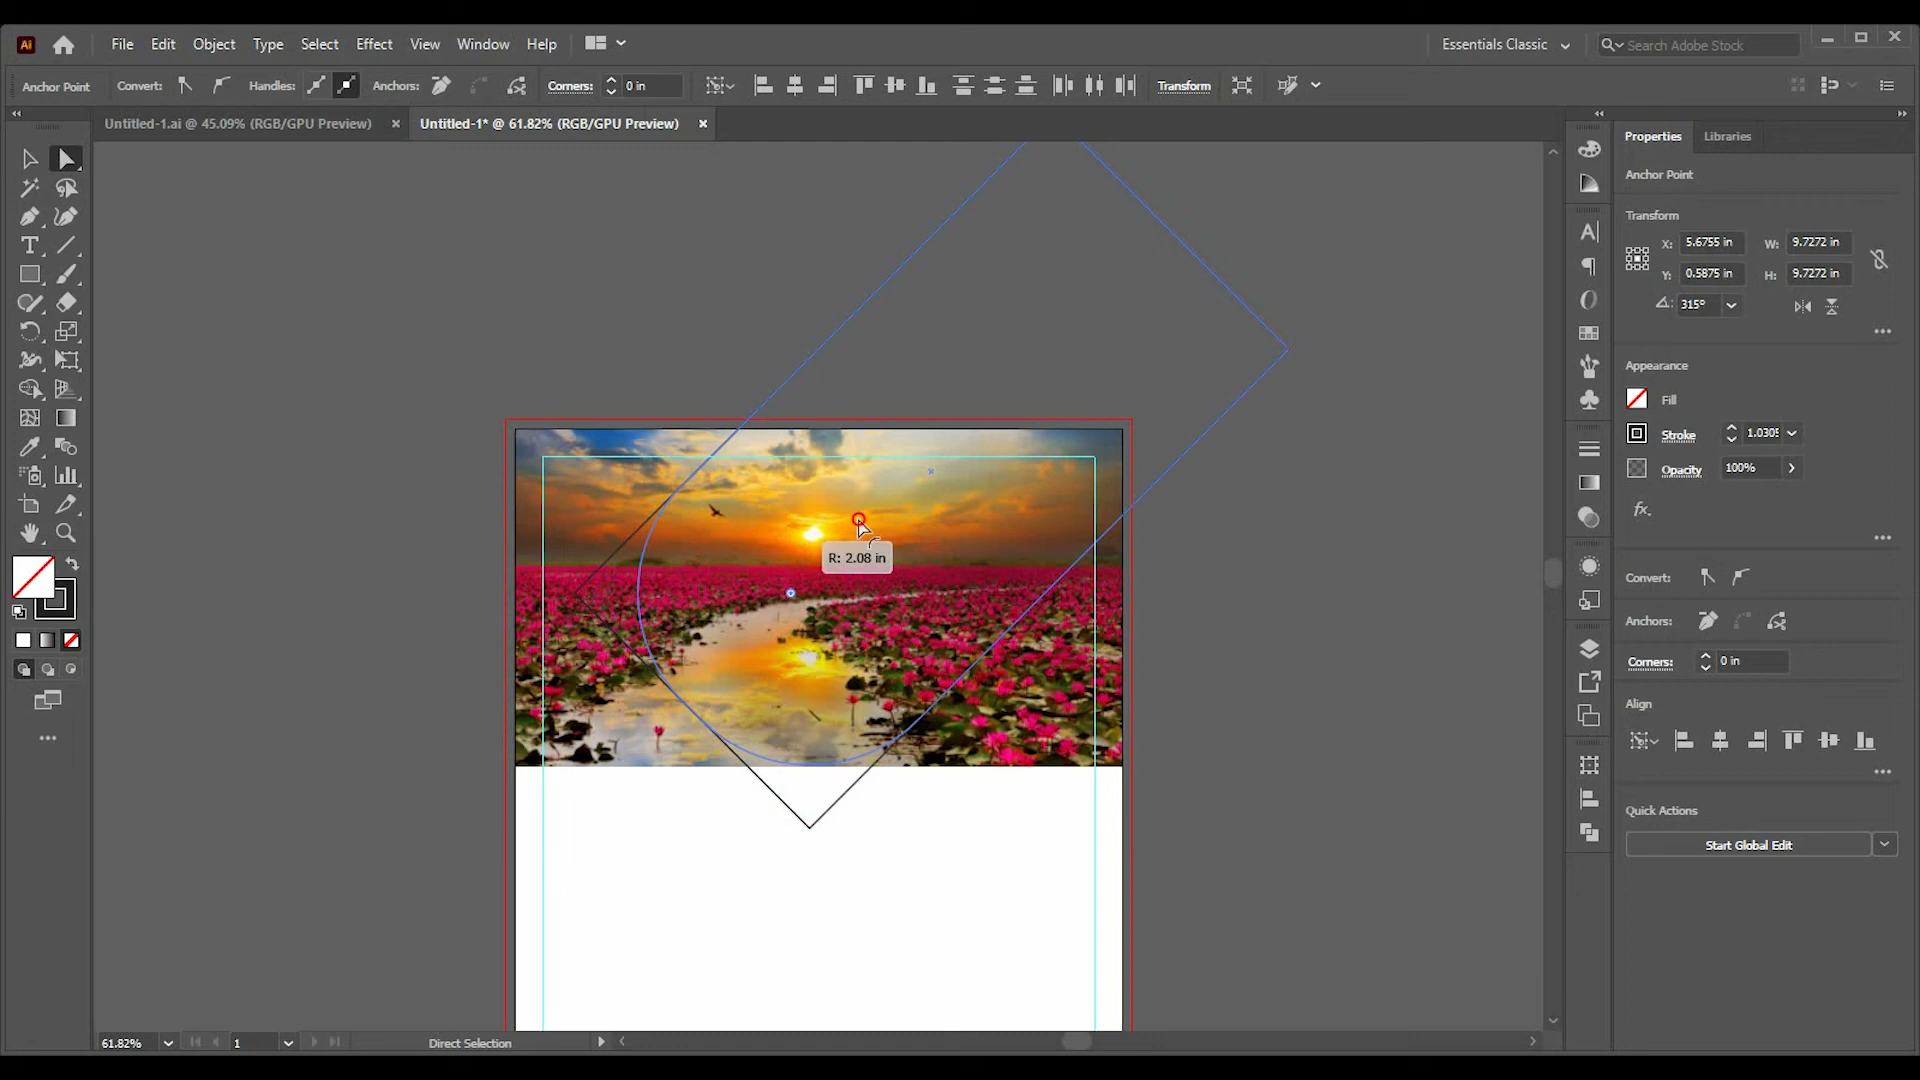 Ai File Edit Object Type Select Effect View Window Help Essentials Classic Search Adobe Stock
Anchor Point Convert: Handles: Anchors: Corners: 0 in Transform
Untitled-1.ai @ 45.09% (RGB/GPU Preview) × Untitled-1* @ 61.82% (RGB/GPU Preview) ×
Properties Libraries
Anchor Point
Transform
X: 5.6755 in W: 9.7272 in
Y: 0.5875 in H: 9.7272 in
315°
Appearance
Fill
Stroke 1.0305
Opacity 100%
fx.
R: 2.08 in
Convert:
Anchors:
Corners: 0 in
Align
Quick Actions
Start Global Edit
61.82% 1 Direct Selection